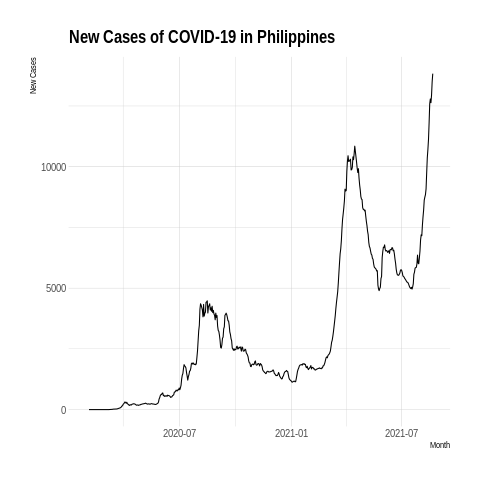 New Cases of COVID-19 in Philippines
New Cases
10000
5000
0
2020-07
2021-01
2021-07
Month